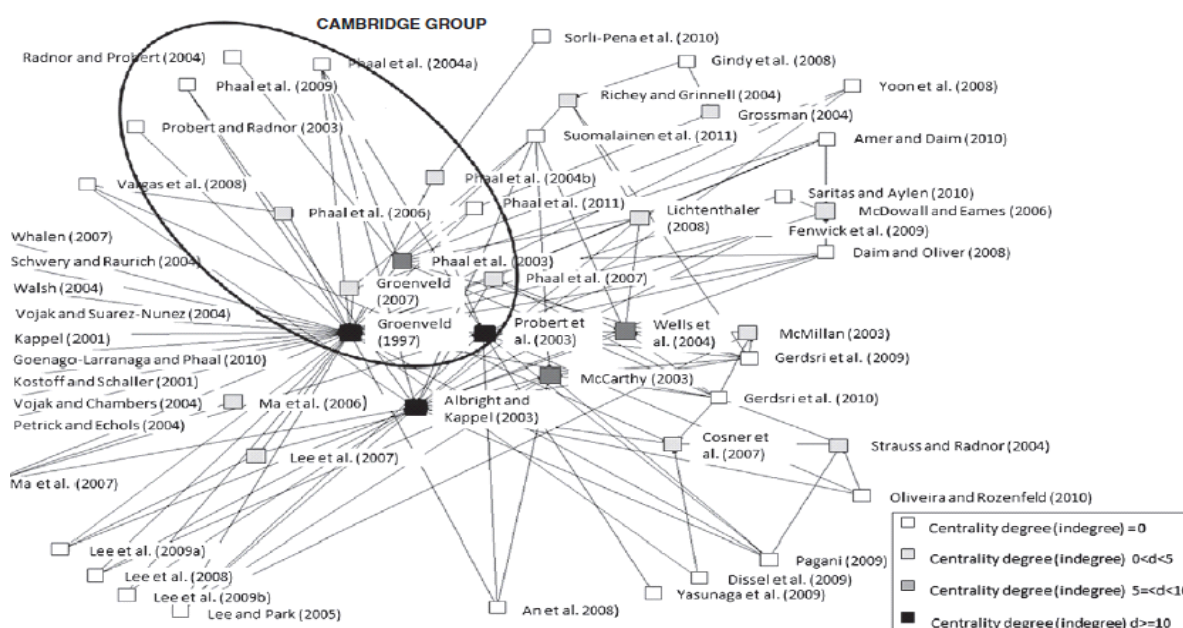 CAMBRIDGE GROUP
Sorli-Pena et al. (2010)
Radnor and Probert (2004)
Phaal et al. (2004a)
Gindy et al. (2008)
Phaal et al. (2009)
Richey and Grinnell (2004)
Yoon et al. (2008)
Grossman (2004)
Probert and Radnor (2003)
Suomalainen et al. (2011)
Amer and Daim (2010)
Vargas et al. (2008)
Phaal et al. (2004b)
Saritas and Aylen (2010)
Phaal et al. (2006)
Phaal et al. (2011)
Lichtenthaler
(2008)
McDowall and Eames (2006)
Fenwick et al. (2009)
Whalen (2007)
Phaal et al. (2003)
Daim and Oliver (2008)
Schwery and Raurich (2004)
Groenveld
(2007)
Phaal et al. (2007)
Walsh (2004)
Vojak and Suarez-Nunez (2004)
Groenveld
(1997)
Probert et
al. (2003)
Wells et
al. (2004)
McMillan (2003)
Kappel (2001)
Gerdsri et al. (2009)
Goenago-Larranaga and Phaal (2010)
McCarthy (2003)
Kostoff and Schaller (2001)
Vojak and Chambers (2004)
Ma et al. (2006)
Albright and
Kappel (2003)
Gerdsri et al. (2010)
Petrick and Echols (2004)
Cosner et
al. (2007)
Strauss and Radnor (2004)
Lee et al. (2007)
Ma et al. (2007)
Oliveira and Rozenfeld (2010)
Lee et al. (2009a)
Pagani (2009)
Lee et al. (2008)
Dissel et al. (2009)
Lee et al. (2009b)
Yasunaga et al. (2009)
Lee and Park (2005)
An et al. 2008)
Centrality degree (indegree) =0
Centrality degree (indegree) 0<d<5
Centrality degree (indegree) 5=<d<10
Centrality degree (indegree) d>=10